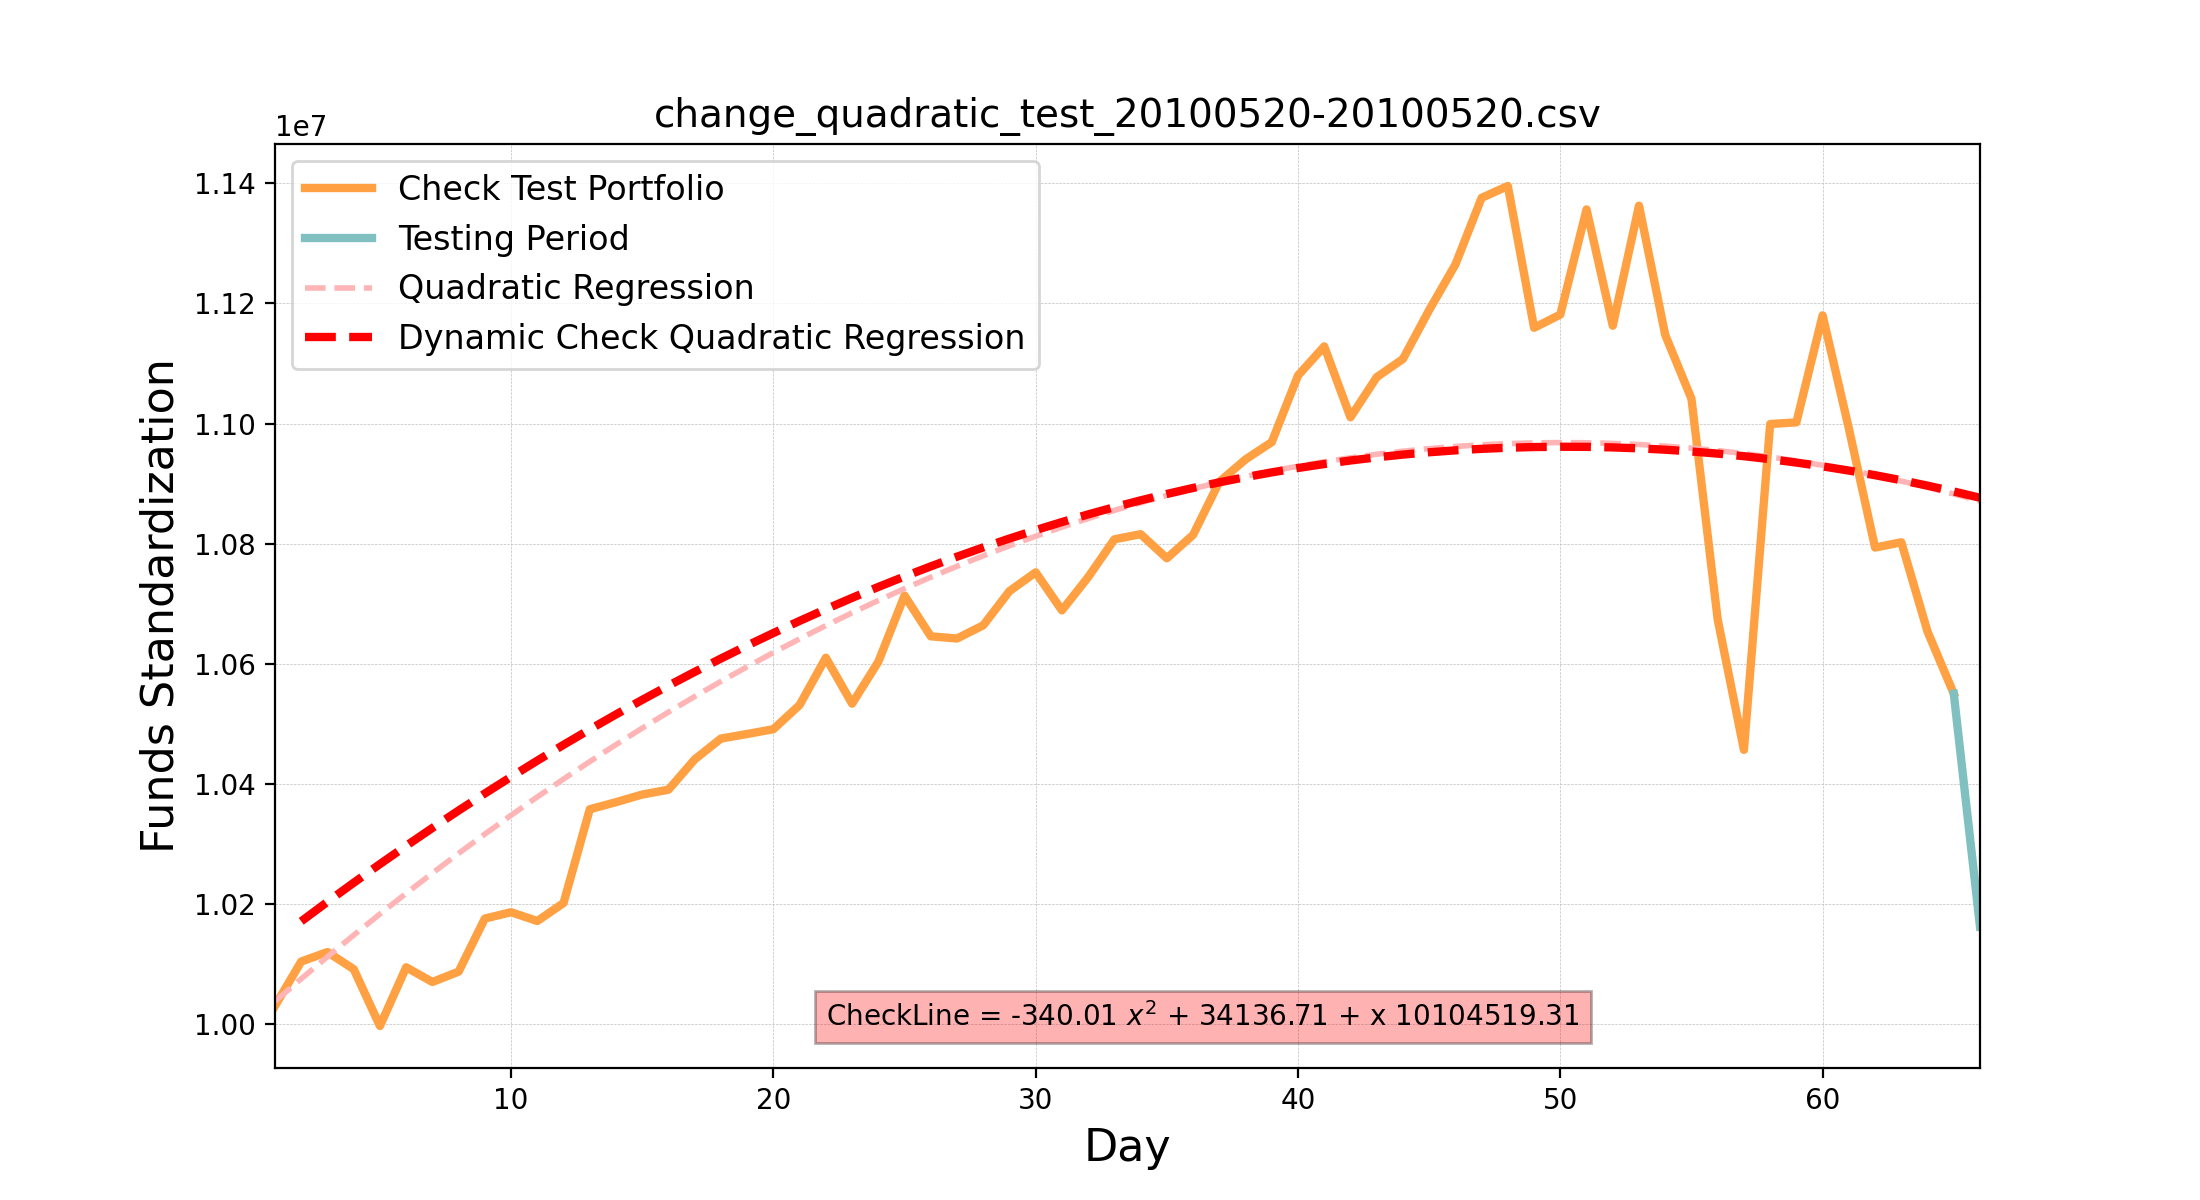 change_quadratic_test_20100520-20100520.csv
1e7
Check Test Portfolio
Testing Period
Quadratic Regression
Dynamic Check Quadratic Regression
Funds Standardization
1.14
1.12
1.10
1.08
1.06
1.04
1.02
1.00
CheckLine = -340.01 x² + 34136.71 + x 10104519.31
10 20 30 40 50 60
Day